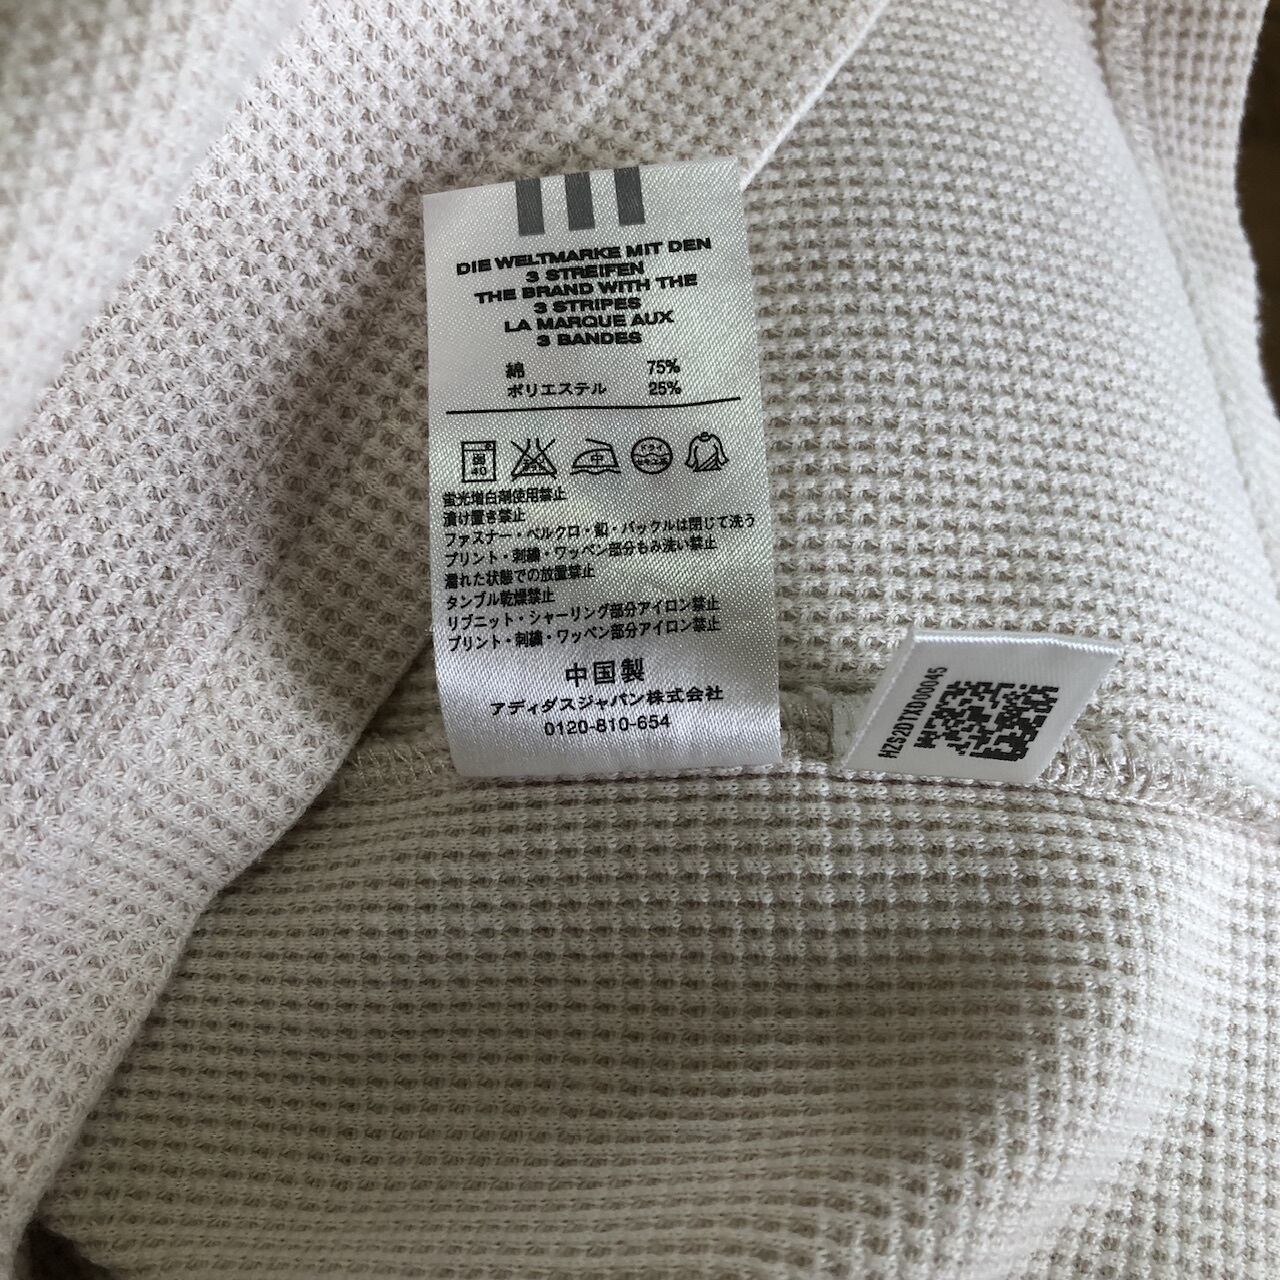 DIE WELTMARKE MIT DEN
3 STREIFEN
THE BRAND WITH THE
3 STRIPES
LA MARQUE AUX
3 BANDES
綿 75%
ポリエステル 25%
40
中
蛍光増白剤使用禁止
漬け置き禁止
ファスナー・ベルクロ・釦・バックルは閉じて洗う
プリント・刺繍・ワッペン部分もみ洗い禁止
濡れた状態での放置禁止
タンブル乾燥禁止
リブニット・シャーリング部分アイロン禁止
プリント・刺繍・ワッペン部分アイロン禁止
中国製
アディダスジャパン株式会社
0120-810-654
HZS2DTXD000045